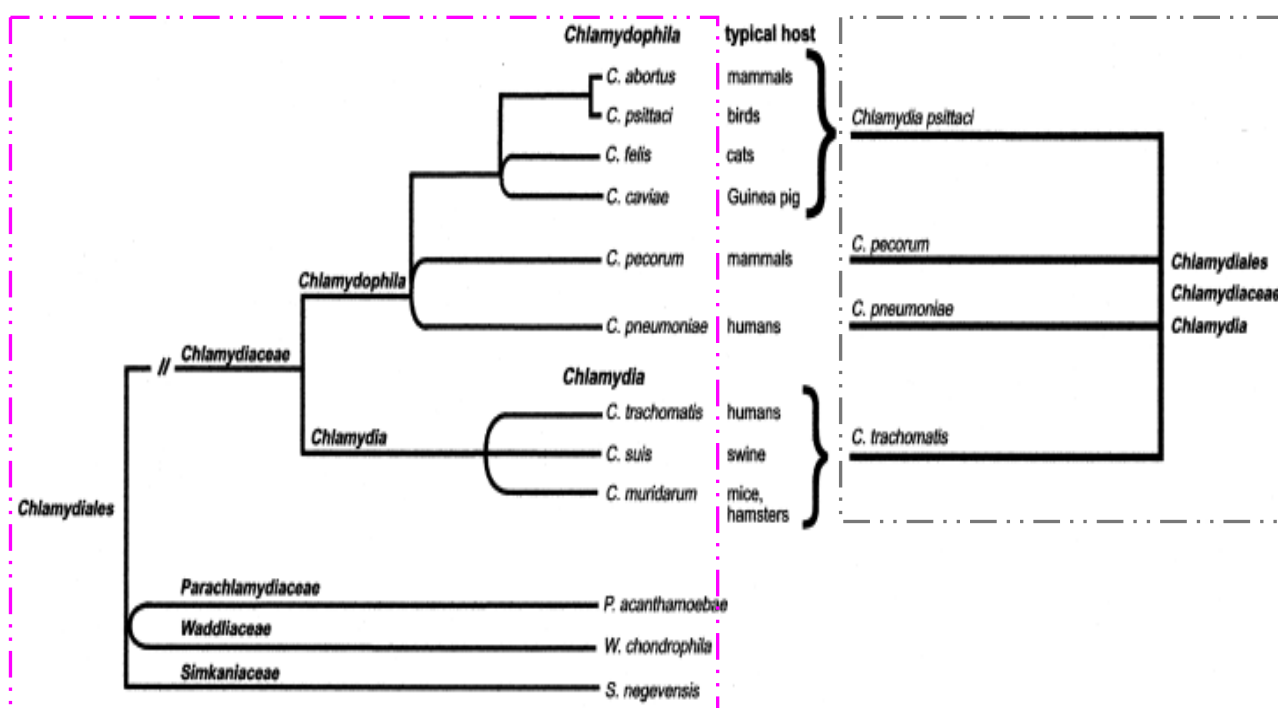 Chlamydophila typical host
C. abortus mammals
C. psittaci birds
Chlamydia psittaci
C. felis cats
C. caviae Guinea pig
C. pecorum
C. pecorum mammals
Chlamydiales
Chlamydophila
Chlamydiaceae
C. pneumoniae
C. pneumoniae humans
Chlamydia
Chlamydiaceae
Chlamydia
C. trachomatis humans
Chlamydia
C. trachomatis
C. suis swine
C. muridarum mice,
hamsters
Chlamydiales
Parachlamydiaceae
P. acanthamoebae
Waddliaceae
W. chondrophila
Simkaniaceae
S. negevensis